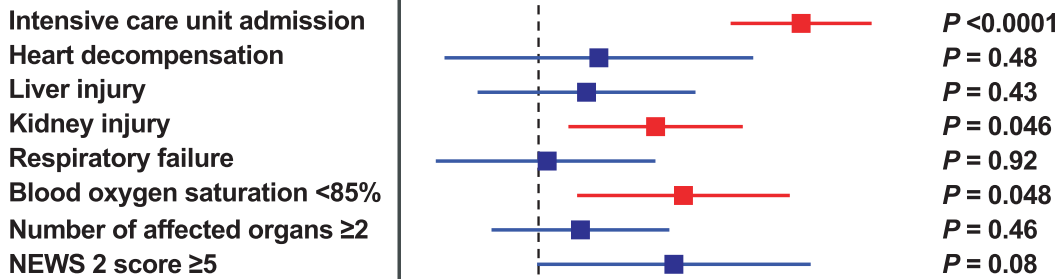 Intensive care unit admission P <0.0001
Heart decompensation P = 0.48
Liver injury P = 0.43
Kidney injury P = 0.046
Respiratory failure P = 0.92
Blood oxygen saturation <85% P = 0.048
Number of affected organs ≥2 P = 0.46
NEWS 2 score ≥5 P = 0.08